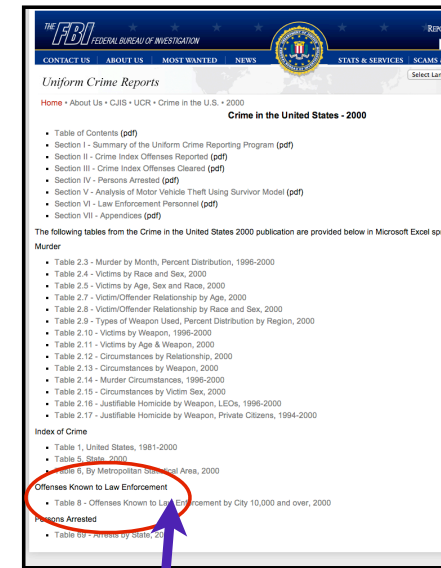 THE FBI FEDERAL BUREAU OF INVESTIGATION
REPO
CONTACT US ABOUT US MOST WANTED NEWS STATS & SERVICES SCAMS &
Select Lan
Uniform Crime Reports
Home • About Us • CJIS • UCR • Crime in the U.S. • 2000
Crime in the United States - 2000
Table of Contents (pdf)
Section I - Summary of the Uniform Crime Reporting Program (pdf)
Section II - Crime Index Offenses Reported (pdf)
Section III - Crime Index Offenses Cleared (pdf)
Section IV - Persons Arrested (pdf)
Section V - Analysis of Motor Vehicle Theft Using Survivor Model (pdf)
Section VI - Law Enforcement Personnel (pdf)
Section VII - Appendices (pdf)
The following tables from the Crime in the United States 2000 publication are provided below in Microsoft Excel spr
Murder
Table 2.3 - Murder by Month, Percent Distribution, 1996-2000
Table 2.4 - Victims by Race and Sex, 2000
Table 2.5 - Victims by Age, Sex and Race, 2000
Table 2.7 - Victim/Offender Relationship by Age, 2000
Table 2.8 - Victim/Offender Relationship by Race and Sex, 2000
Table 2.9 - Types of Weapon Used, Percent Distribution by Region, 2000
Table 2.10 - Victims by Weapon, 1996-2000
Table 2.11 - Victims by Age & Weapon, 2000
Table 2.12 - Circumstances by Relationship, 2000
Table 2.13 - Circumstances by Weapon, 2000
Table 2.14 - Murder Circumstances, 1996-2000
Table 2.15 - Circumstances by Victim Sex, 2000
Table 2.16 - Justifiable Homicide by Weapon, LEOs, 1996-2000
Table 2.17 - Justifiable Homicide by Weapon, Private Citizens, 1994-2000
Index of Crime
Table 1, United States, 1981-2000
Table 5, State, 2000
Table 6, By Metropolitan Statistical Area, 2000
Offenses Known to Law Enforcement
Table 8 - Offenses Known to Law Enforcement by City 10,000 and over, 2000
Persons Arrested
Table 69 - Arrests by State, 20